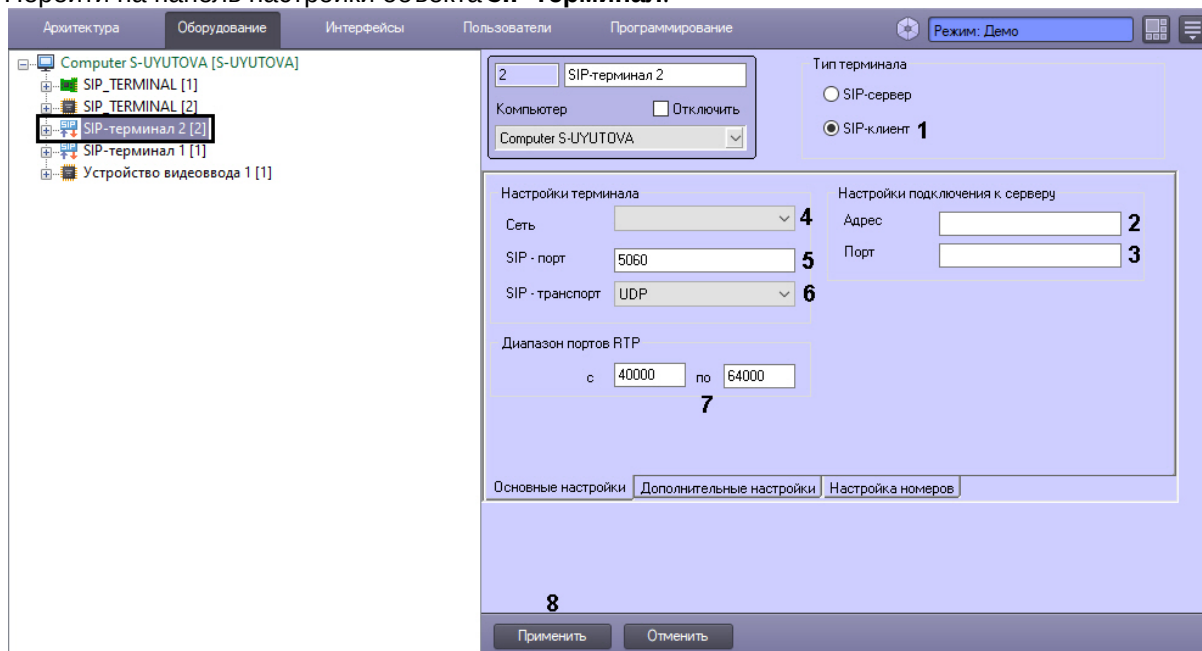 Перейти на панель настройки объекта SIP-терминал.
Архитектура Оборудование Интерфейсы Пользователи Программирование Режим: Демо
Computer S-UYUTOVA [S-UYUTOVA]
SIP_TERMINAL [1]
SIP_TERMINAL [2]
SIP-терминал 2 [2]
SIP-терминал 1 [1]
Устройство видеоввода 1 [1]
2 SIP-терминал 2
Компьютер Отключить
Computer S-UYUTOVA
Тип терминала
SIP-сервер
SIP-клиент 1
Настройки терминала
Сеть 4
SIP - порт 5060 5
SIP - транспорт UDP 6
Настройки подключения к серверу
Адрес 2
Порт 3
Диапазон портов RTP
с 40000 по 64000
7
Основные настройки Дополнительные настройки Настройка номеров
8
Применить Отменить